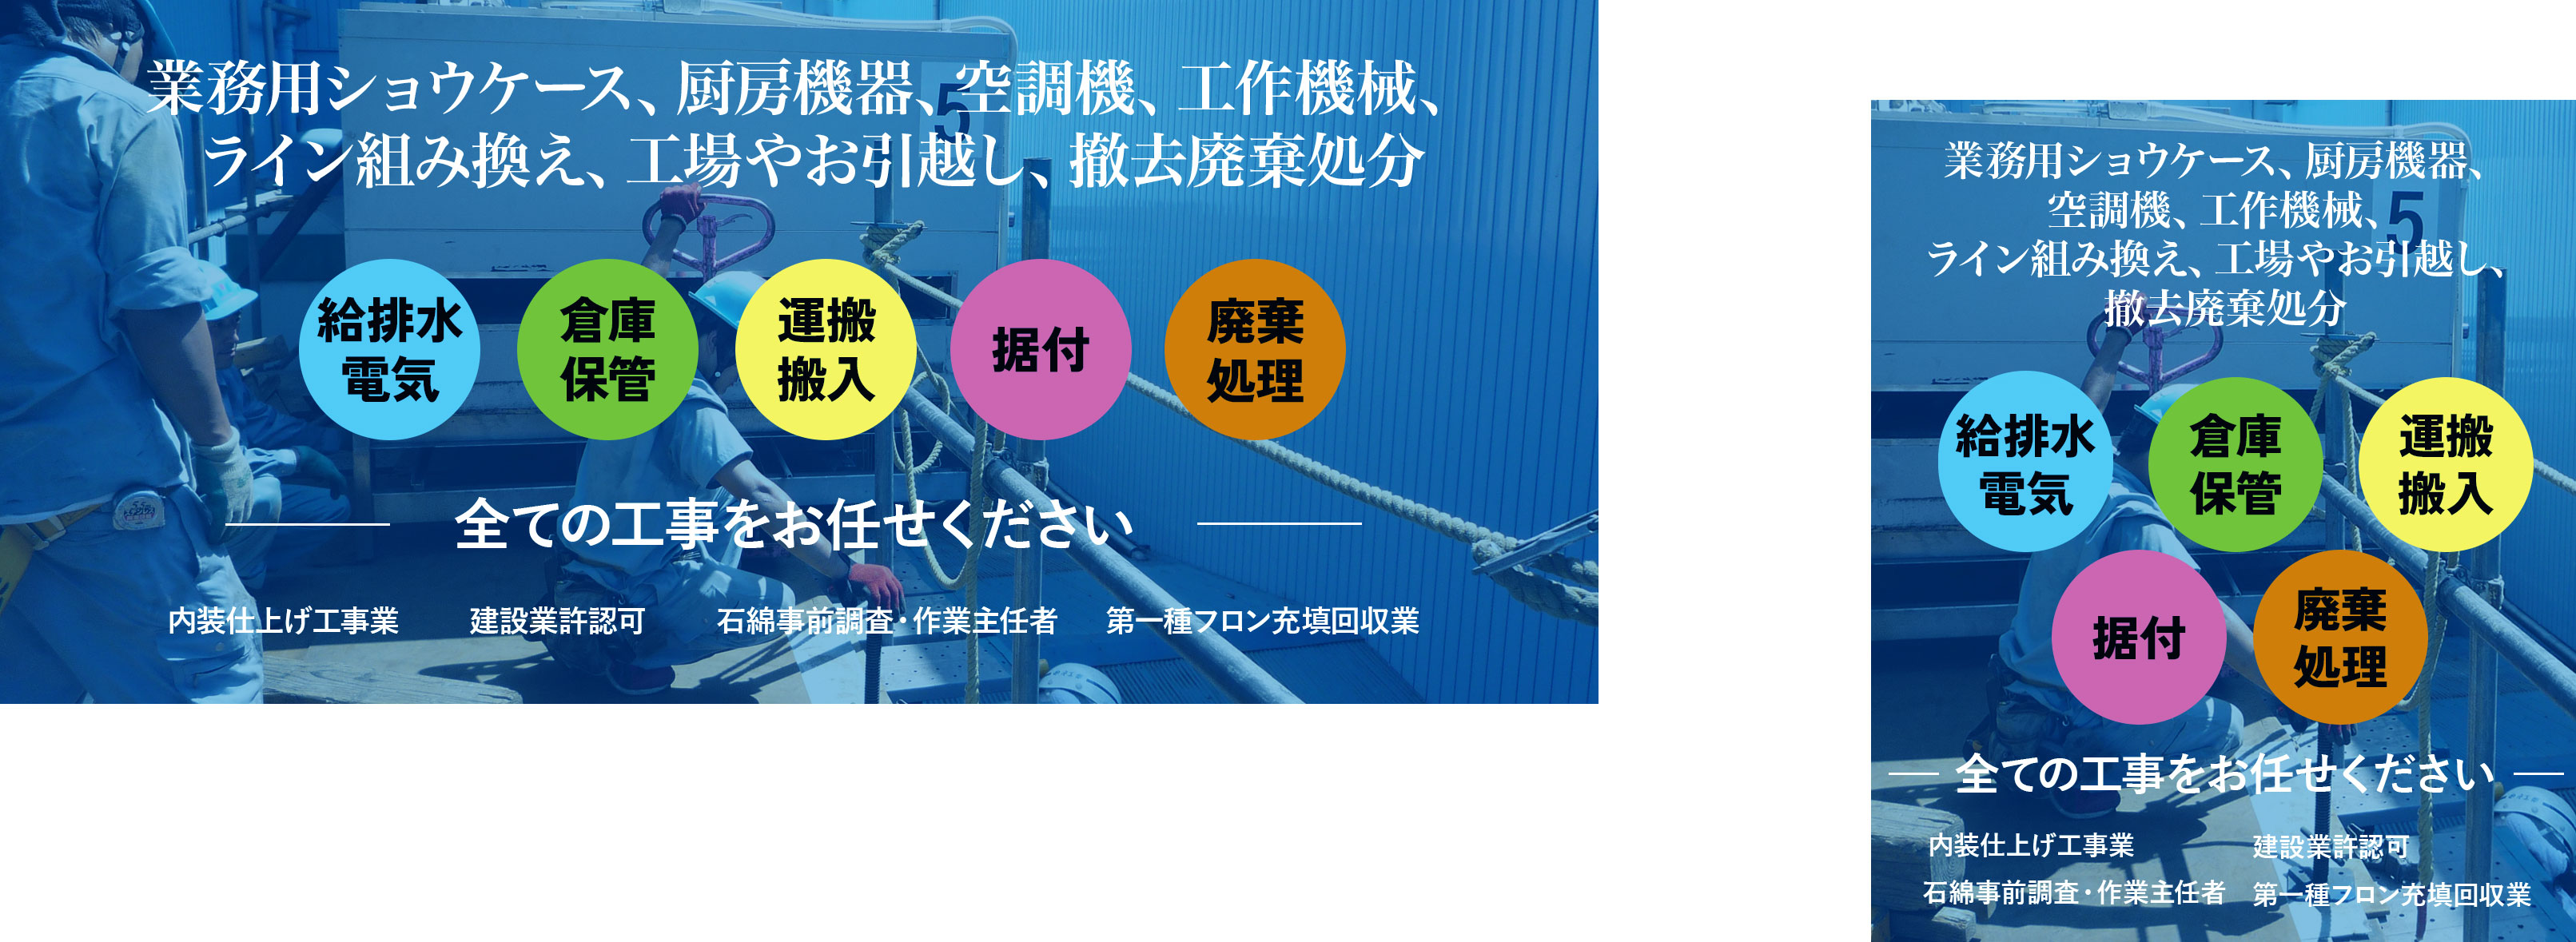 業務用ショウケース、厨房機器、空調機、工作機械、
ライン組み換え、工場やお引越し、撤去廃棄処分
5
給排水
電気
倉庫
保管
運搬
搬入
据付
廃棄
処理
全ての工事をお任せください
内装仕上げ工事業
建設業許認可
石綿事前調査・作業主任者
第一種フロン充填回収業
業務用ショウケース、厨房機器、
空調機、工作機械、
ライン組み換え、工場やお引越し、
撤去廃棄処分
5
給排水
電気
倉庫
保管
運搬
搬入
据付
廃棄
処理
全ての工事をお任せください
内装仕上げ工事業
建設業許認可
石綿事前調査・作業主任者
第一種フロン充填回収業